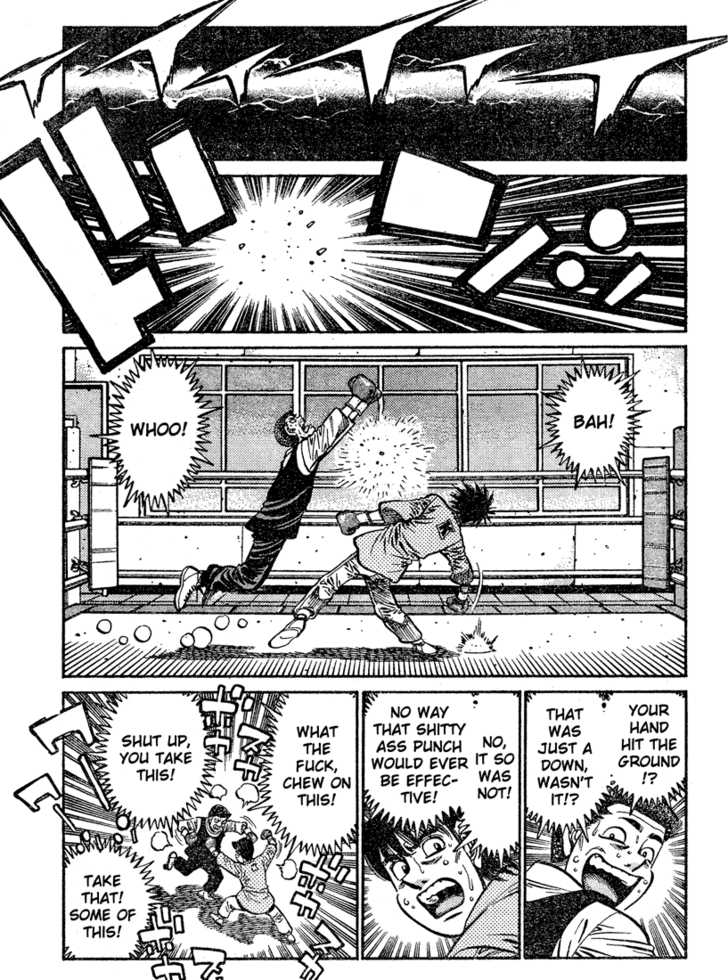 BAH!
WHOO!
YOUR
HAND
HIT THE
GROUND
!?
THAT
WAS
JUST A
DOWN,
WASN'T
IT!?
NO,
IT SO
WAS
NOT!
NO WAY
THAT SHITTY
ASS PUNCH
WOULD EVER
BE EFFEC-
TIVE!
WHAT
THE
FUCK,
CHEW ON
THIS!
SHUT UP,
YOU TAKE
THIS!
TAKE
THAT!
SOME OF
THIS!